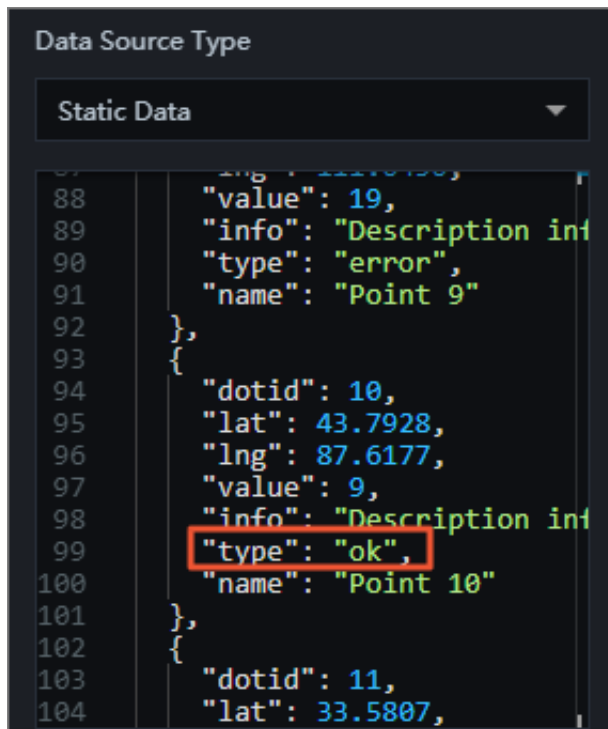 Data Source Type
Static Data
88 "value": 19,
89 "info": "Description inf
90 "type": "error",
91 "name": "Point 9"
92 },
93 {
94 "dotid": 10,
95 "lat": 43.7928,
96 "lng": 87.6177,
97 "value": 9,
98 "info": "Description inf
99 "type": "ok",
100 "name": "Point 10"
101 },
102 {
103 "dotid": 11,
104 "lat": 33.5807,